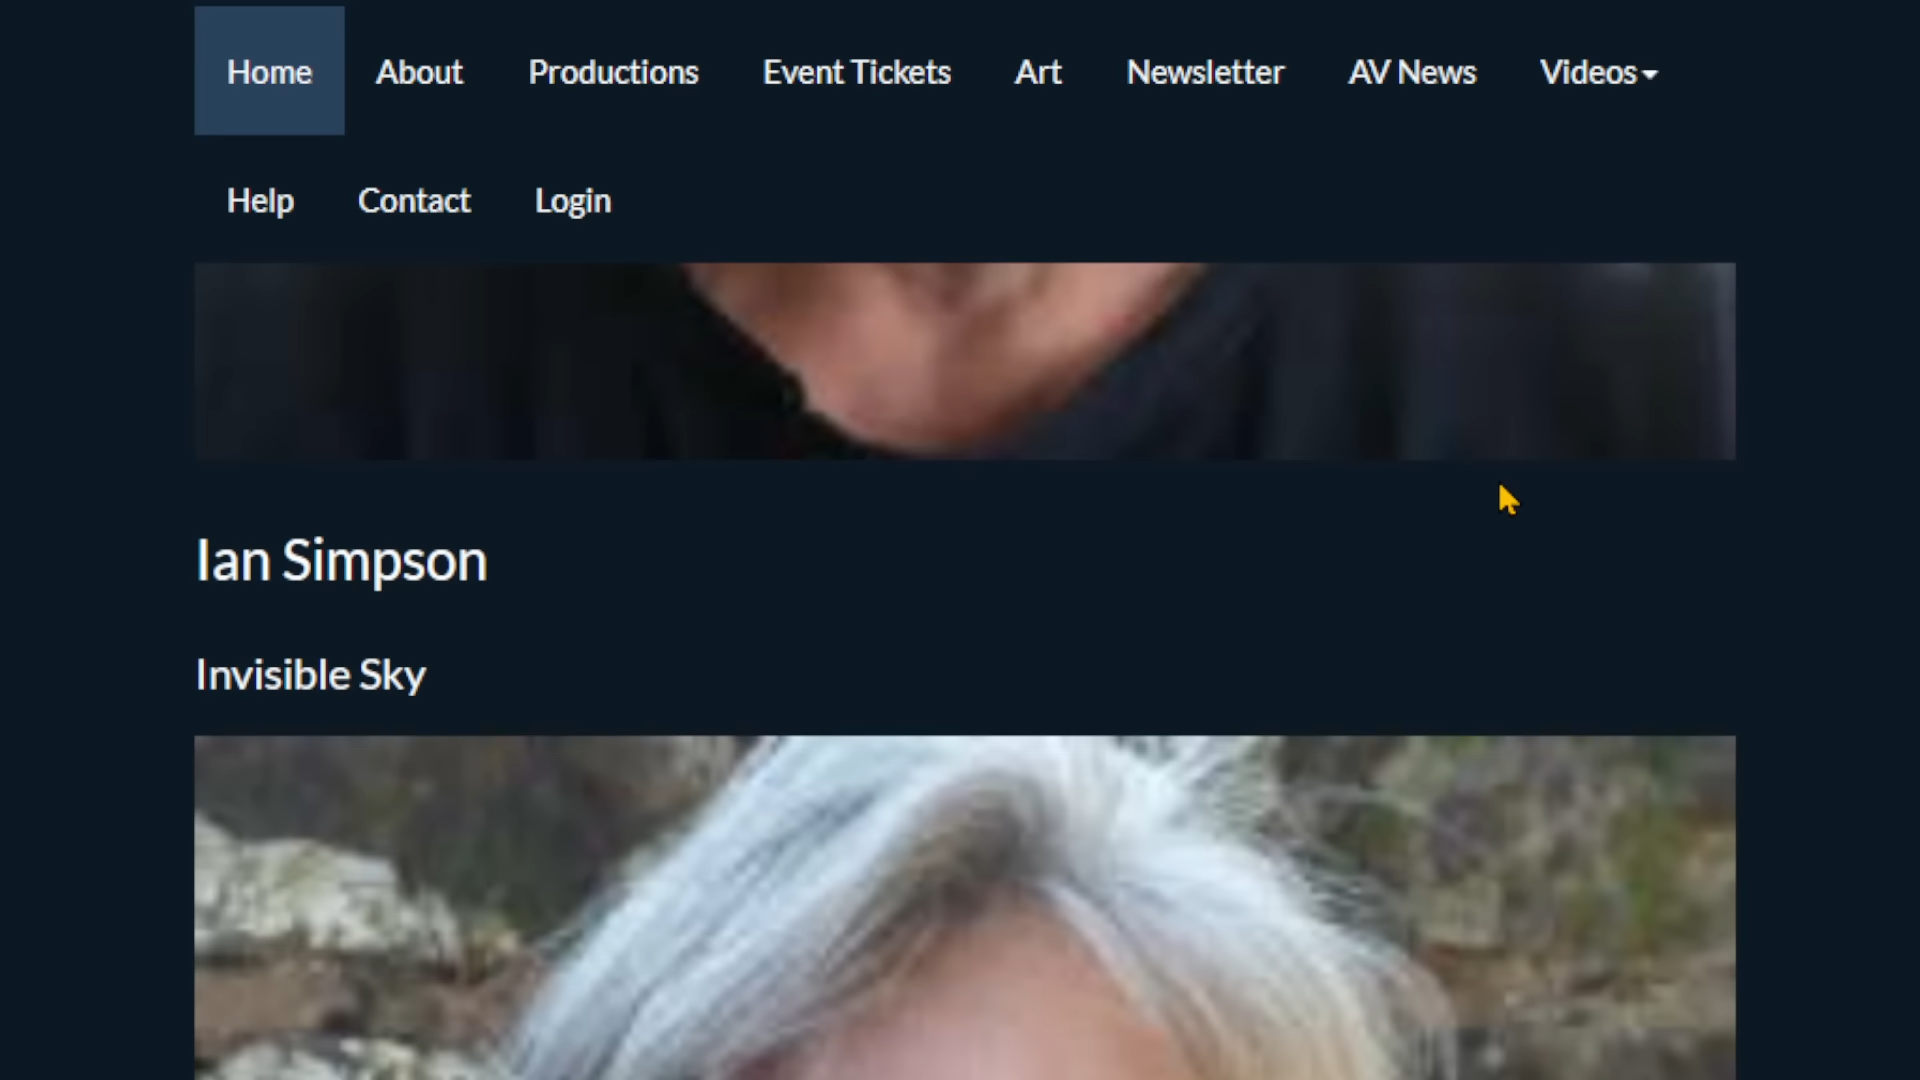 Home About Productions Event Tickets Art Newsletter AV News Videos
Help Contact Login
Ian Simpson
Invisible Sky